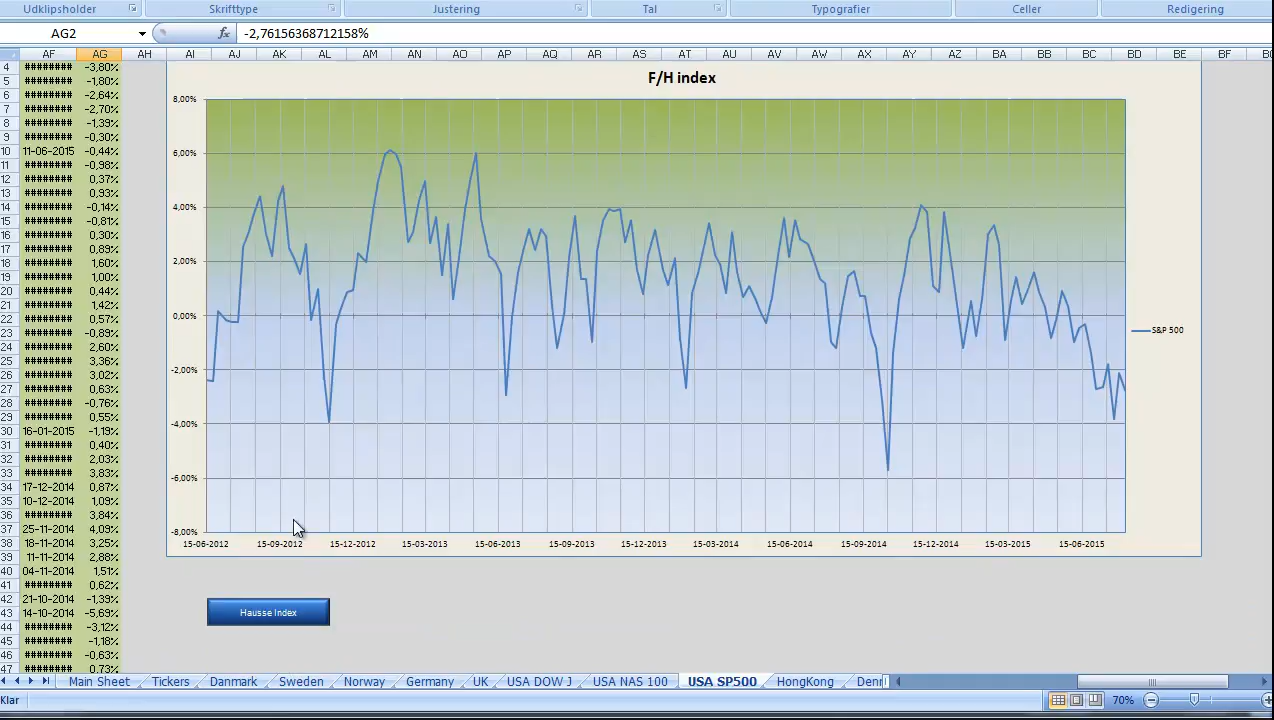 Udklipsholder Skrifttype Justering Tal Typografier Celler Redigering
AG2 fx -2,76156368712158%
AF AG AH AI AJ AK AL AM AN AO AP AQ AR AS AT AU AV AW AX AY AZ BA BB BC BD BE BF
F/H index
4 ######## -3,80%
5 ######## -1,80%
6 ######## -2,64%
7 ######## -2,70%
8 ######## -1,39%
9 ######## -0,30%
10 11-06-2015 -0,44%
11 ######## -0,98%
12 ######## 0,37%
13 ######## 0,93%
14 ######## -0,14%
15 ######## -0,81%
16 ######## 0,30%
17 ######## 0,89%
18 ######## 1,60%
19 ######## 1,00%
20 ######## 0,44%
21 ######## 1,42%
22 ######## 0,57%
23 ######## -0,89%
24 ######## 2,60%
25 ######## 3,36%
26 ######## 3,02%
27 ######## 0,63%
28 ######## -0,76%
29 ######## 0,55%
30 16-01-2015 -1,19%
31 ######## 0,40%
32 ######## 2,03%
33 ######## 3,83%
34 17-12-2014 0,87%
35 10-12-2014 1,09%
36 ######## 3,84%
37 25-11-2014 4,09%
38 18-11-2014 3,25%
39 11-11-2014 2,88%
40 04-11-2014 1,51%
41 ######## 0,62%
42 21-10-2014 -1,39%
43 14-10-2014 -5,69%
44 ######## -3,12%
45 ######## -1,18%
46 ######## -0,63%
47 ######## 0,73%
8,00%
6,00%
4,00%
2,00%
0,00%
-2,00%
-4,00%
-6,00%
-8,00%
S&P 500
15-06-2012 15-09-2012 15-12-2012 15-03-2013 15-06-2013 15-09-2013 15-12-2013 15-03-2014 15-06-2014 15-09-2014 15-12-2014 15-03-2015 15-06-2015
Hausse Index
Main Sheet Tickers Danmark Sweden Norway Germany UK USA DOW J USA NAS 100 USA SP500 HongKong
Klar 70%